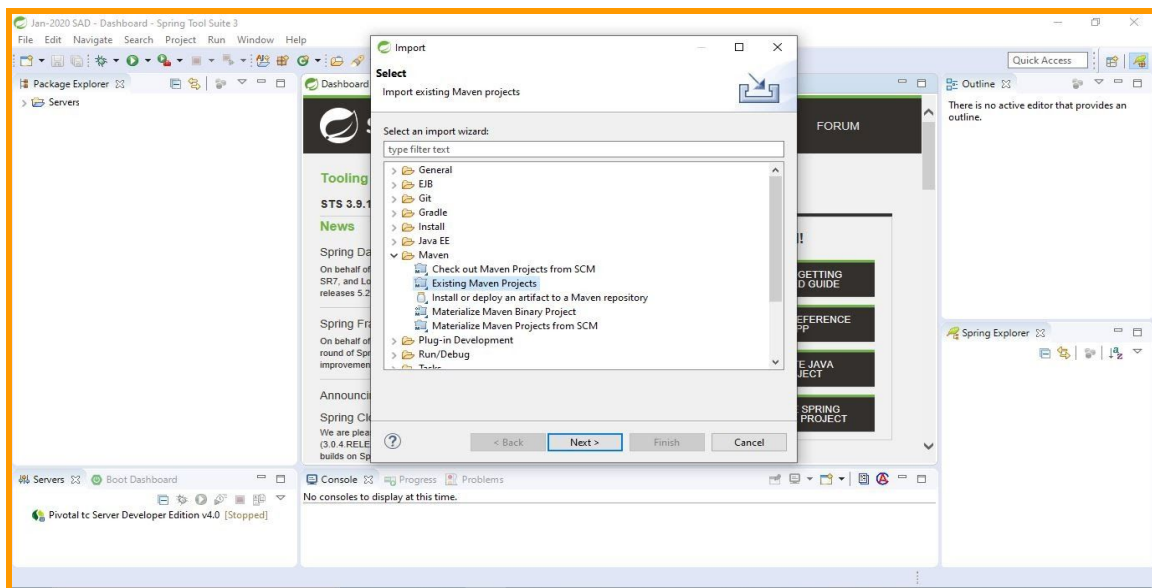 Jan-2020 SAD - Dashboard - Spring Tool Suite 3
File Edit Navigate Search Project Run Window Help
Quick Access
Package Explorer
Servers
Dashboard
FORUM
Tooling
STS 3.9.1
News
Spring Da
On behalf of
SR7, and Lo
releases 5.2
Spring Fra
On behalf of
round of Spr
improvemen
Announci
Spring Clo
We are plea
(3.0.4.RELE
builds on Sp
Import
Select
Import existing Maven projects
Select an import wizard:
type filter text
General
EJB
Git
Gradle
Install
Java EE
Maven
Check out Maven Projects from SCM
Existing Maven Projects
Install or deploy an artifact to a Maven repository
Materialize Maven Binary Project
Materialize Maven Projects from SCM
Plug-in Development
Run/Debug
Tasks
< Back Next > Finish Cancel
!!
GETTING
D GUIDE
EFERENCE
PP
E JAVA
JECT
SPRING
PROJECT
Outline
There is no active editor that provides an
outline.
Spring Explorer
Servers Boot Dashboard
Pivotal tc Server Developer Edition v4.0 [Stopped]
Console Progress Problems
No consoles to display at this time.